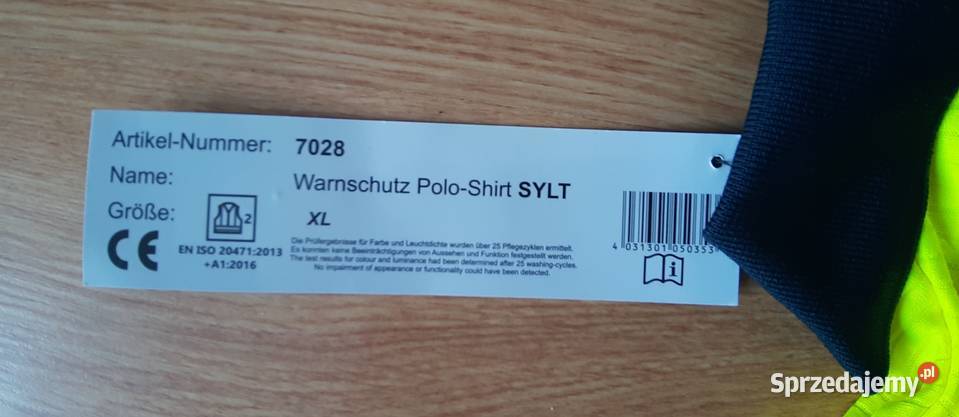 Artikel-Nummer: 7028
Name: Warnschutz Polo-Shirt SYLT
Größe: XL
2
CE
EN ISO 20471:2013
+A1:2016
Die Prüfergebnisse für Farbe und Leuchtdichte wurden über 25 Pflegezyklen ermittelt.
Es konnten keine Beeinträchtigungen von Aussehen und Funktion festgestellt werden.
The test results for colour and luminance had been determined after 25 washing-cycles.
No impairment of appearance or functionality could have been detected.
4 031301 050353
i
Sprzedajemy.pl